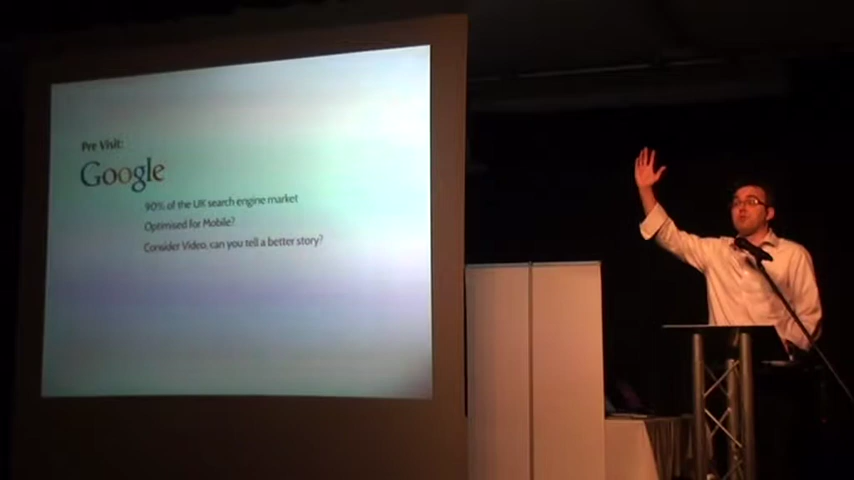 Pre Visit:
Google
90% of the UK search engine market
Optimised for Mobile?
Consider Video, can you tell a better story?